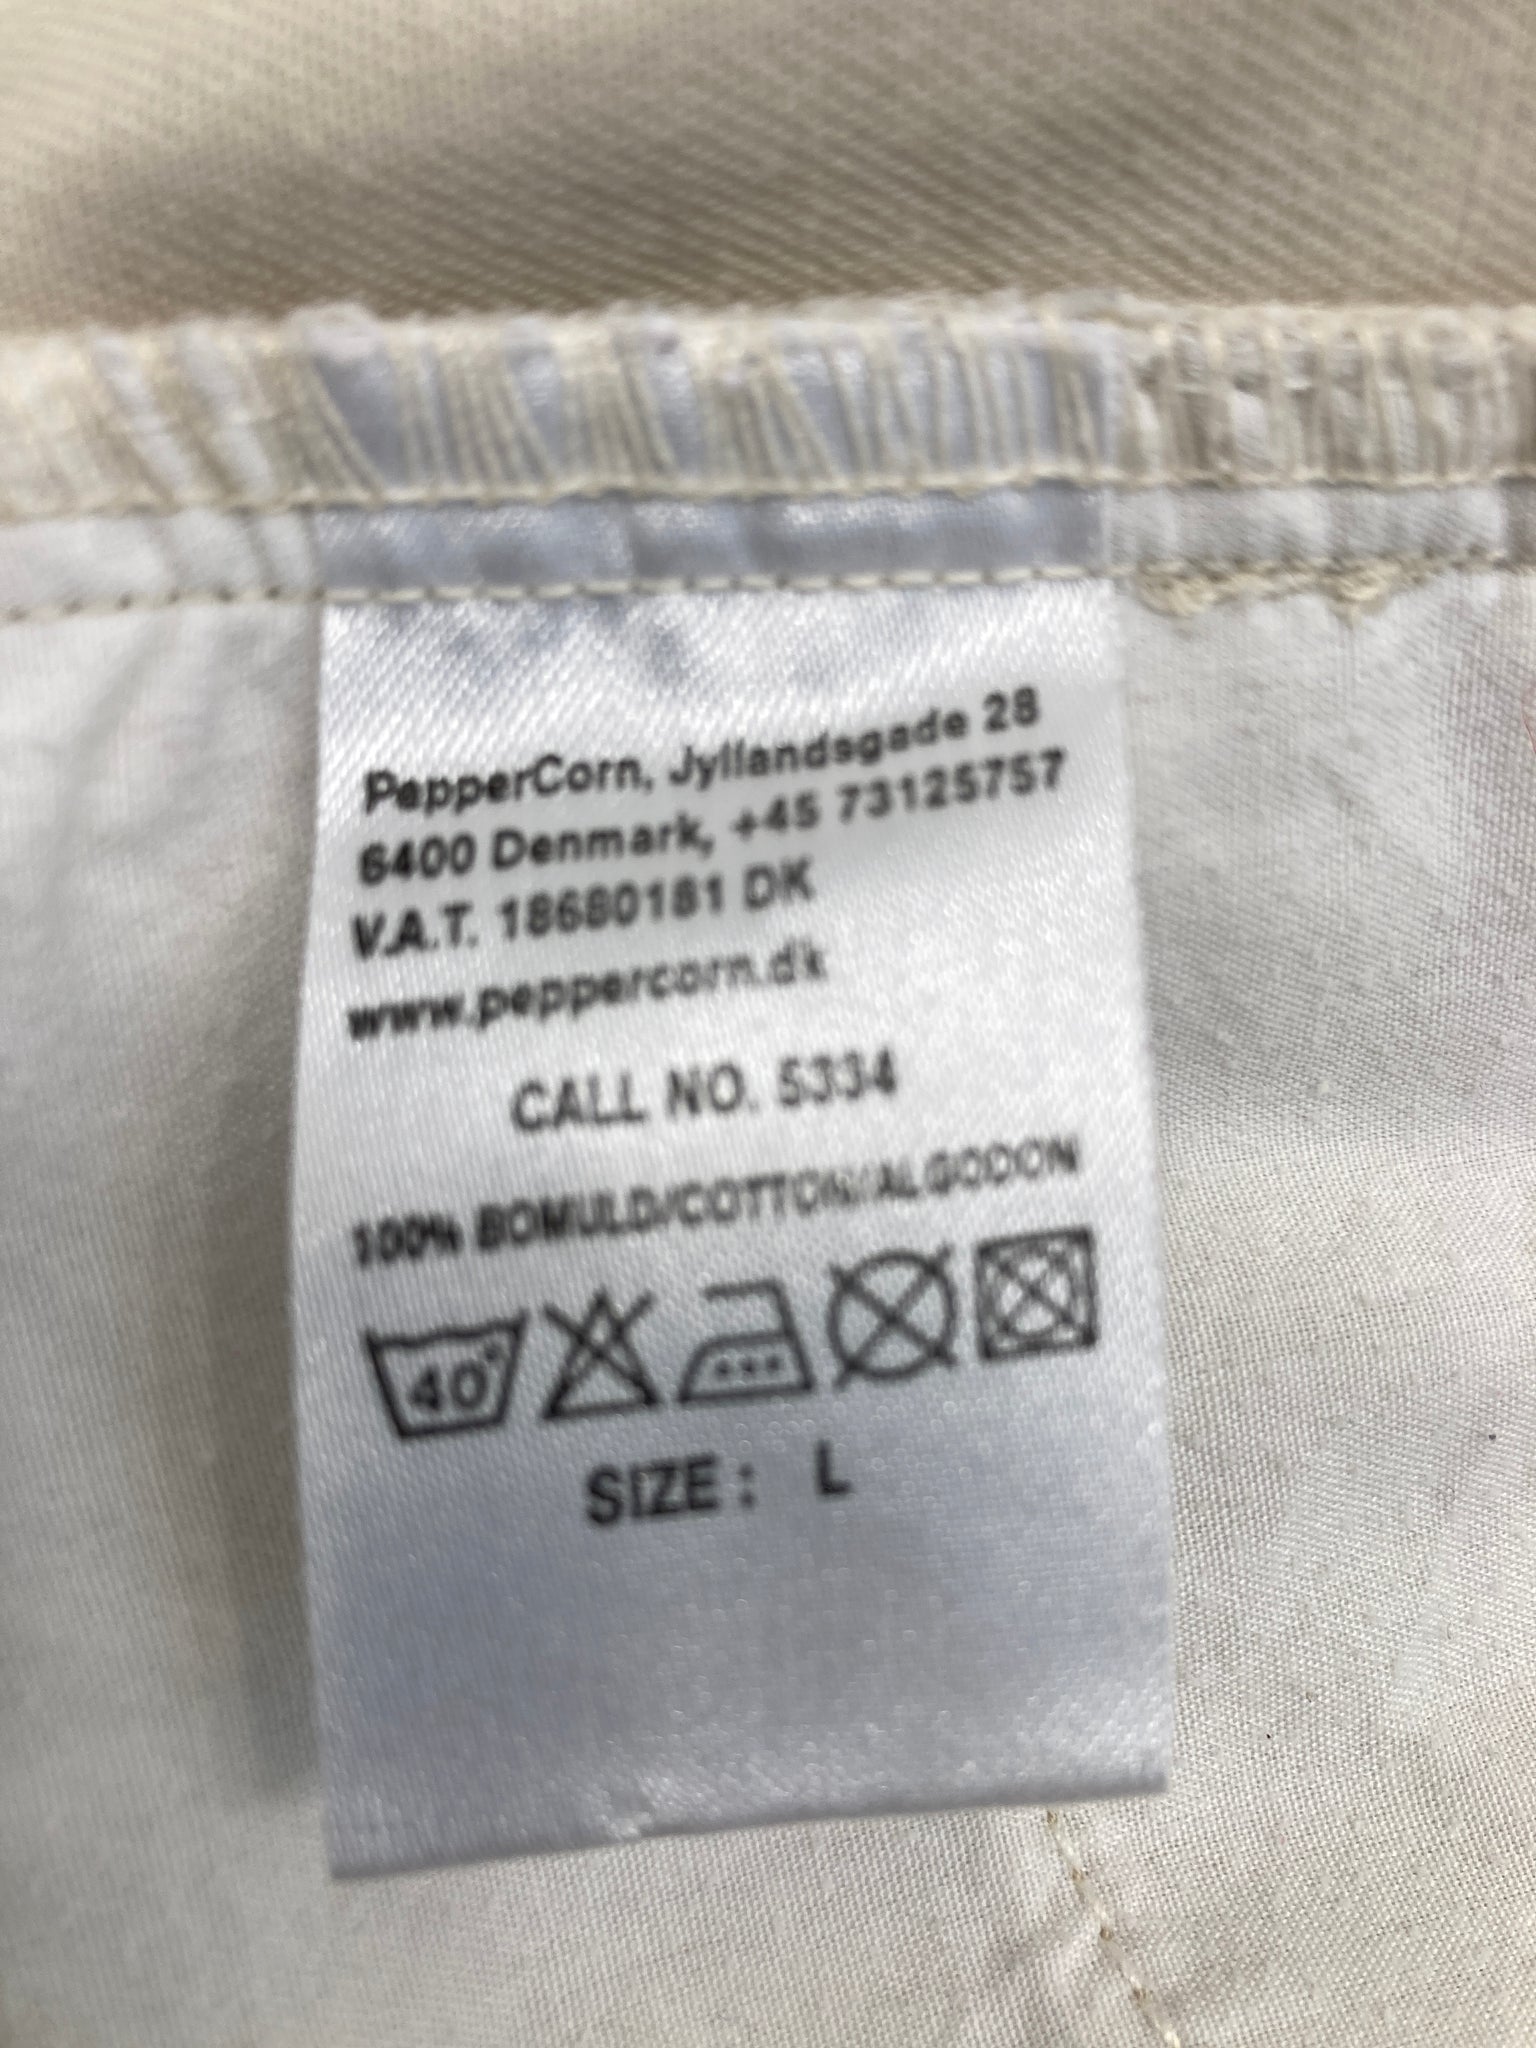 PepperCorn, Jyllandsgade 28
6400 Denmark, +45 73125757
V.A.T. 18680181 DK
www.peppercorn.dk
CALL NO. 5334
100% BOMULD/COTTON/ALGODON
40°
SIZE: L